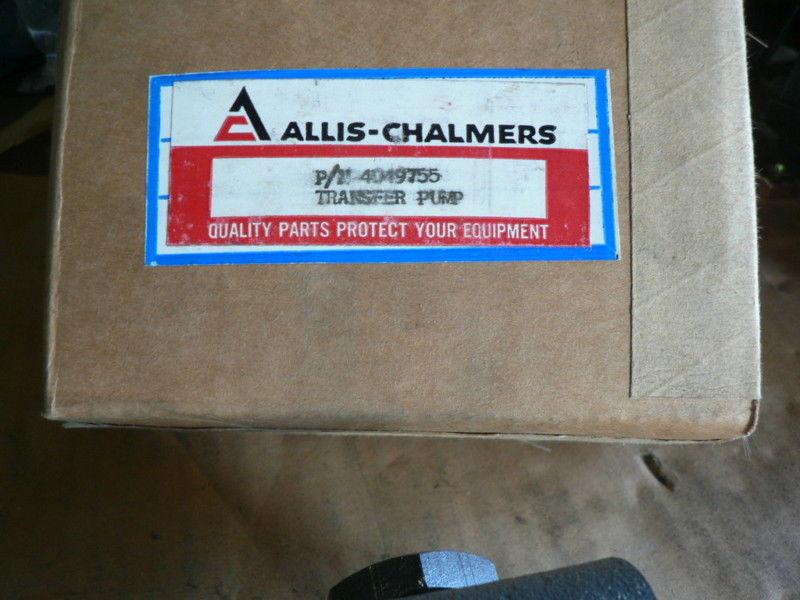 ALLIS-CHALMERS
P/N 4049755
TRANSFER PUMP
QUALITY PARTS PROTECT YOUR EQUIPMENT